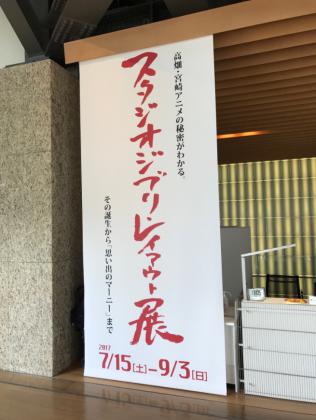 高畑・宮崎アニメの秘密がわかる。
スタジオジブリ・レイアウト展
その誕生から「思い出のマーニー」まで
2017
7/15[土]−9/3[日]